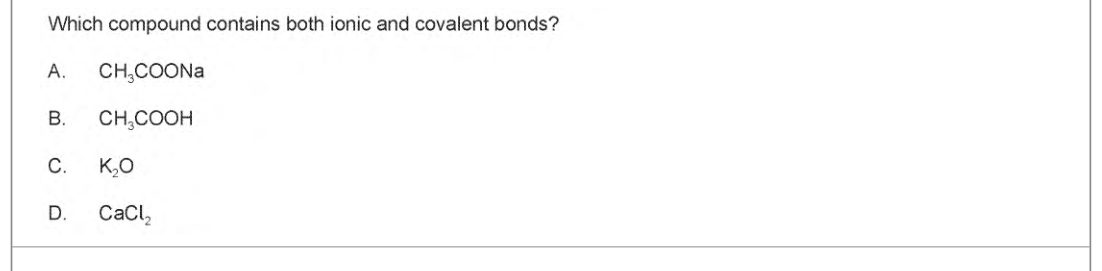 Which compound contains both ionic and covalent bonds?
A. CH₃COONa
B. CH₃COOH
C. K₂O
D. CaCl₂